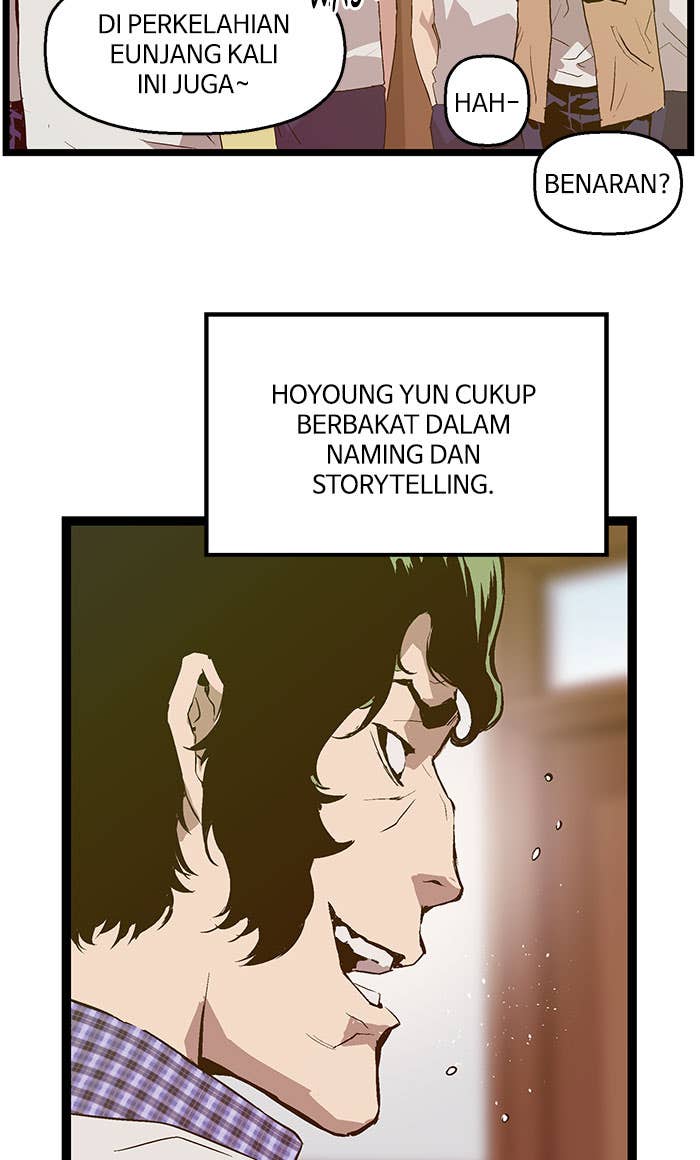 DI PERKELAHIAN
EUNJANG KALI
INI JUGA~
HAH-
BENARAN?
HOYOUNG YUN CUKUP
BERBAKAT DALAM
NAMING DAN
STORYTELLING.